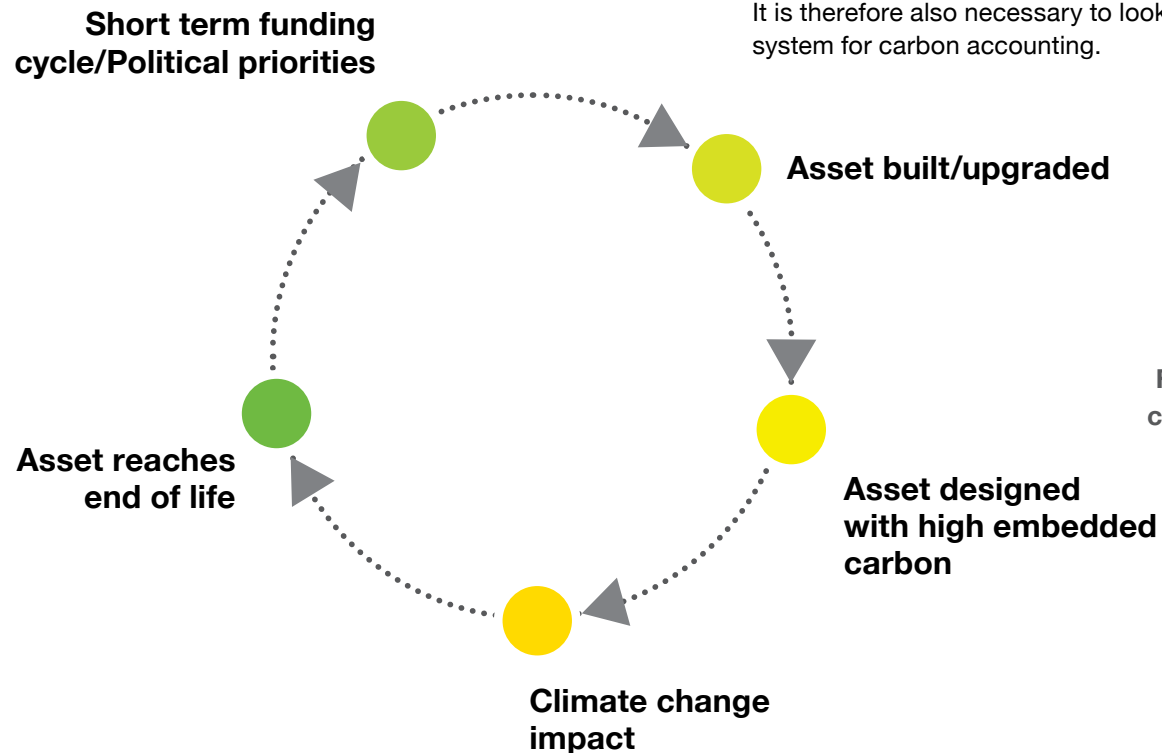 It is therefore also necessary to look
system for carbon accounting.
Short term funding
cycle/Political priorities
Asset built/upgraded
Asset designed
with high embedded
carbon
Climate change
impact
Asset reaches
end of life